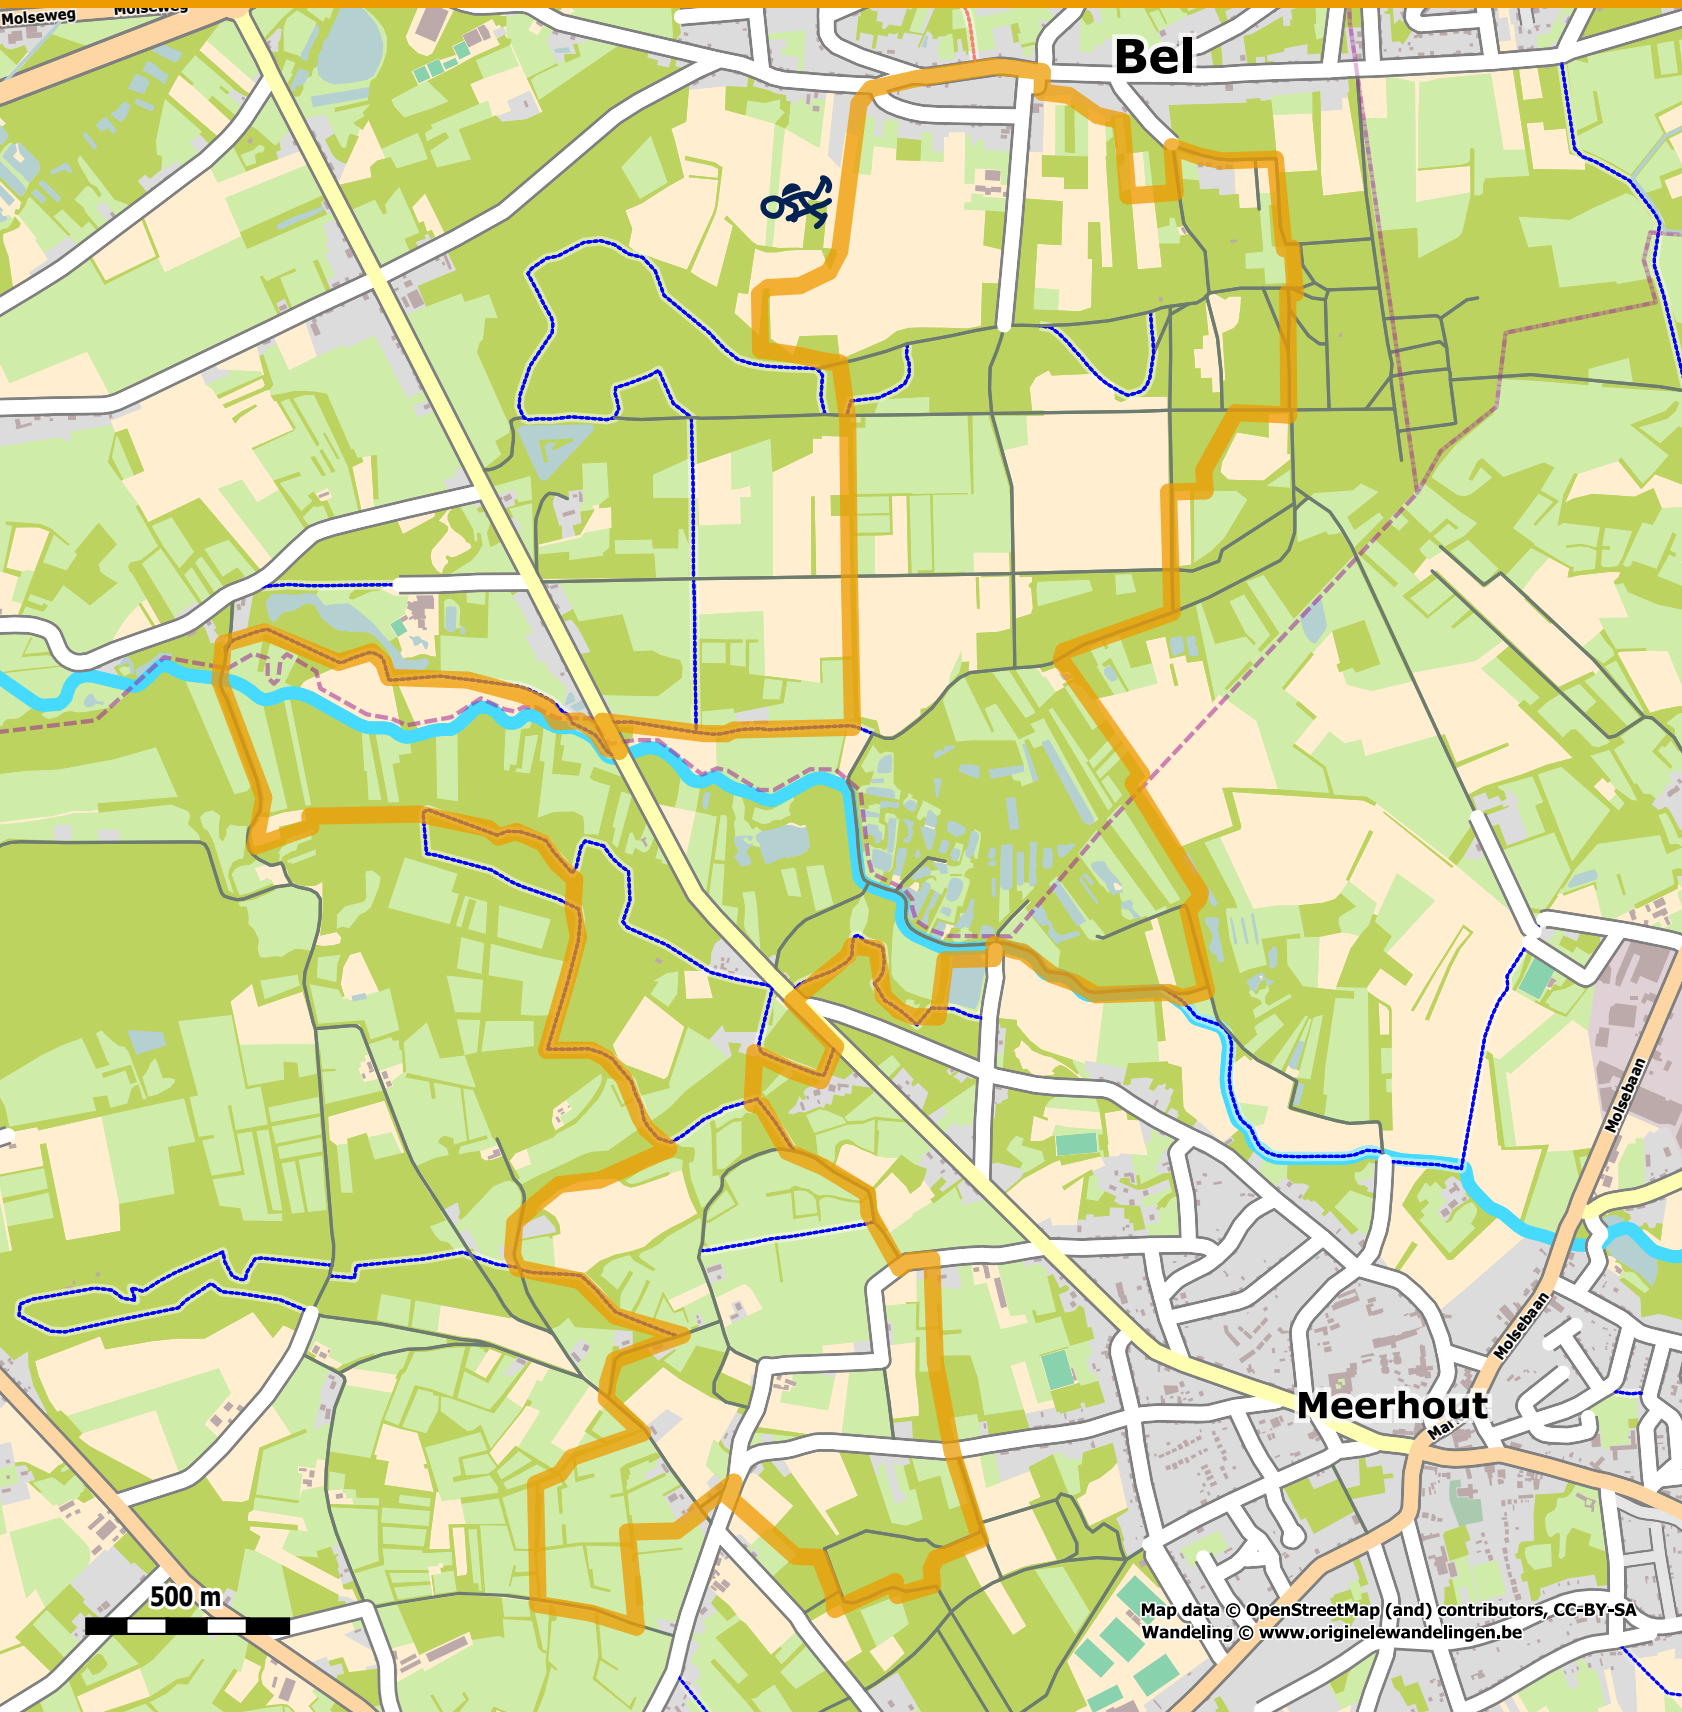 Molseweg
Molseweg
Bel
Molsebaan
Molsebaan
Meerhout
500 m
Map data © OpenStreetMap (and) contributors, CC-BY-SA
Wandeling © www.originelewandelingen.be